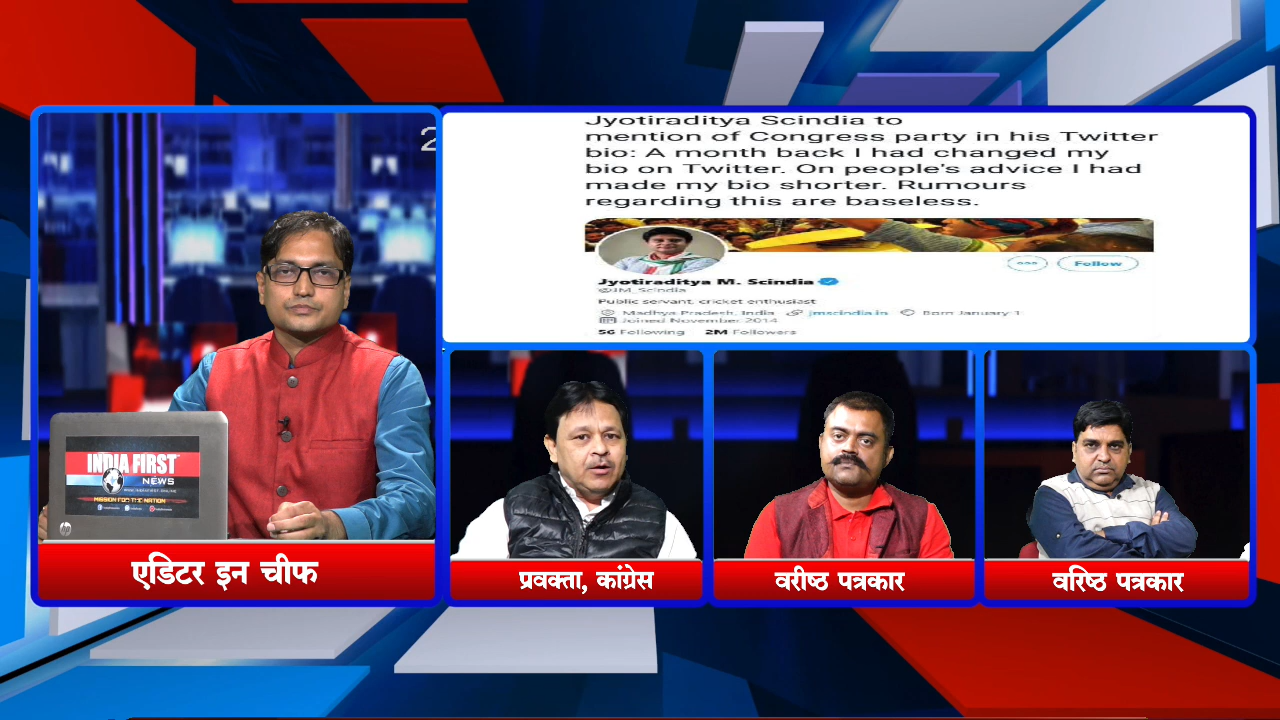 2
Jyotiraditya Scindia to
mention of Congress party in his Twitter
bio: A month back I had changed my
bio on Twitter. On people's advice I had
made my bio shorter. Rumours
regarding this are baseless.
Follow
Jyotiraditya M. Scindia
@JM_Scindia
Public servant, cricket enthusiast
Madhya Pradesh, India jmscindia.in Born January 1
Joined November 2014
56 Following 2M Followers
INDIA FIRST
NEWS
MISSION FOR THE NATION
hp
एडिटर इन चीफ
प्रवक्ता, कांग्रेस
वरीष्ठ पत्रकार
वरिष्ठ पत्रकार